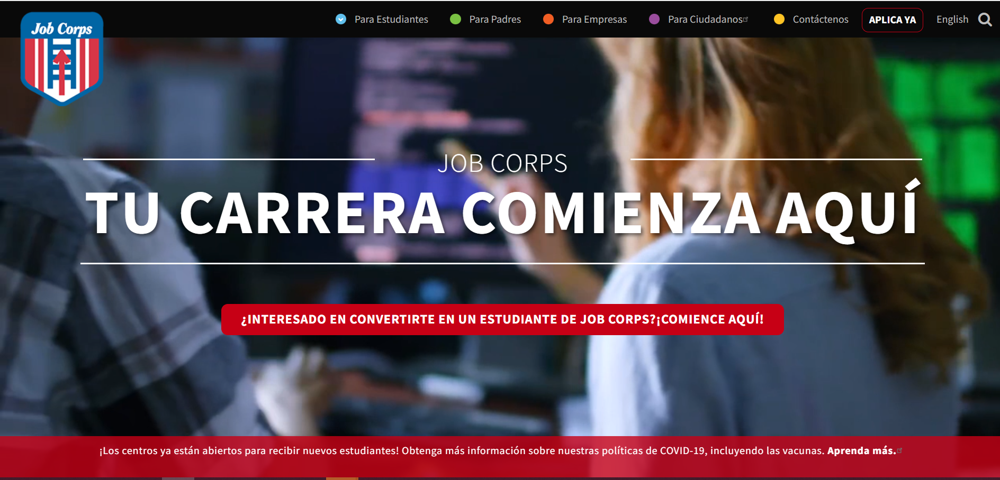 Job Corps
Para Estudiantes
Para Padres
Para Empresas
Para Ciudadanos
Contáctenos
APLICA YA
English
JOB CORPS
TU CARRERA COMIENZA AQUÍ
¿INTERESADO EN CONVERTIRTE EN UN ESTUDIANTE DE JOB CORPS?¡COMIENCE AQUÍ!
¡Los centros ya están abiertos para recibir nuevos estudiantes! Obtenga más información sobre nuestras políticas de COVID-19, incluyendo las vacunas. Aprenda más.